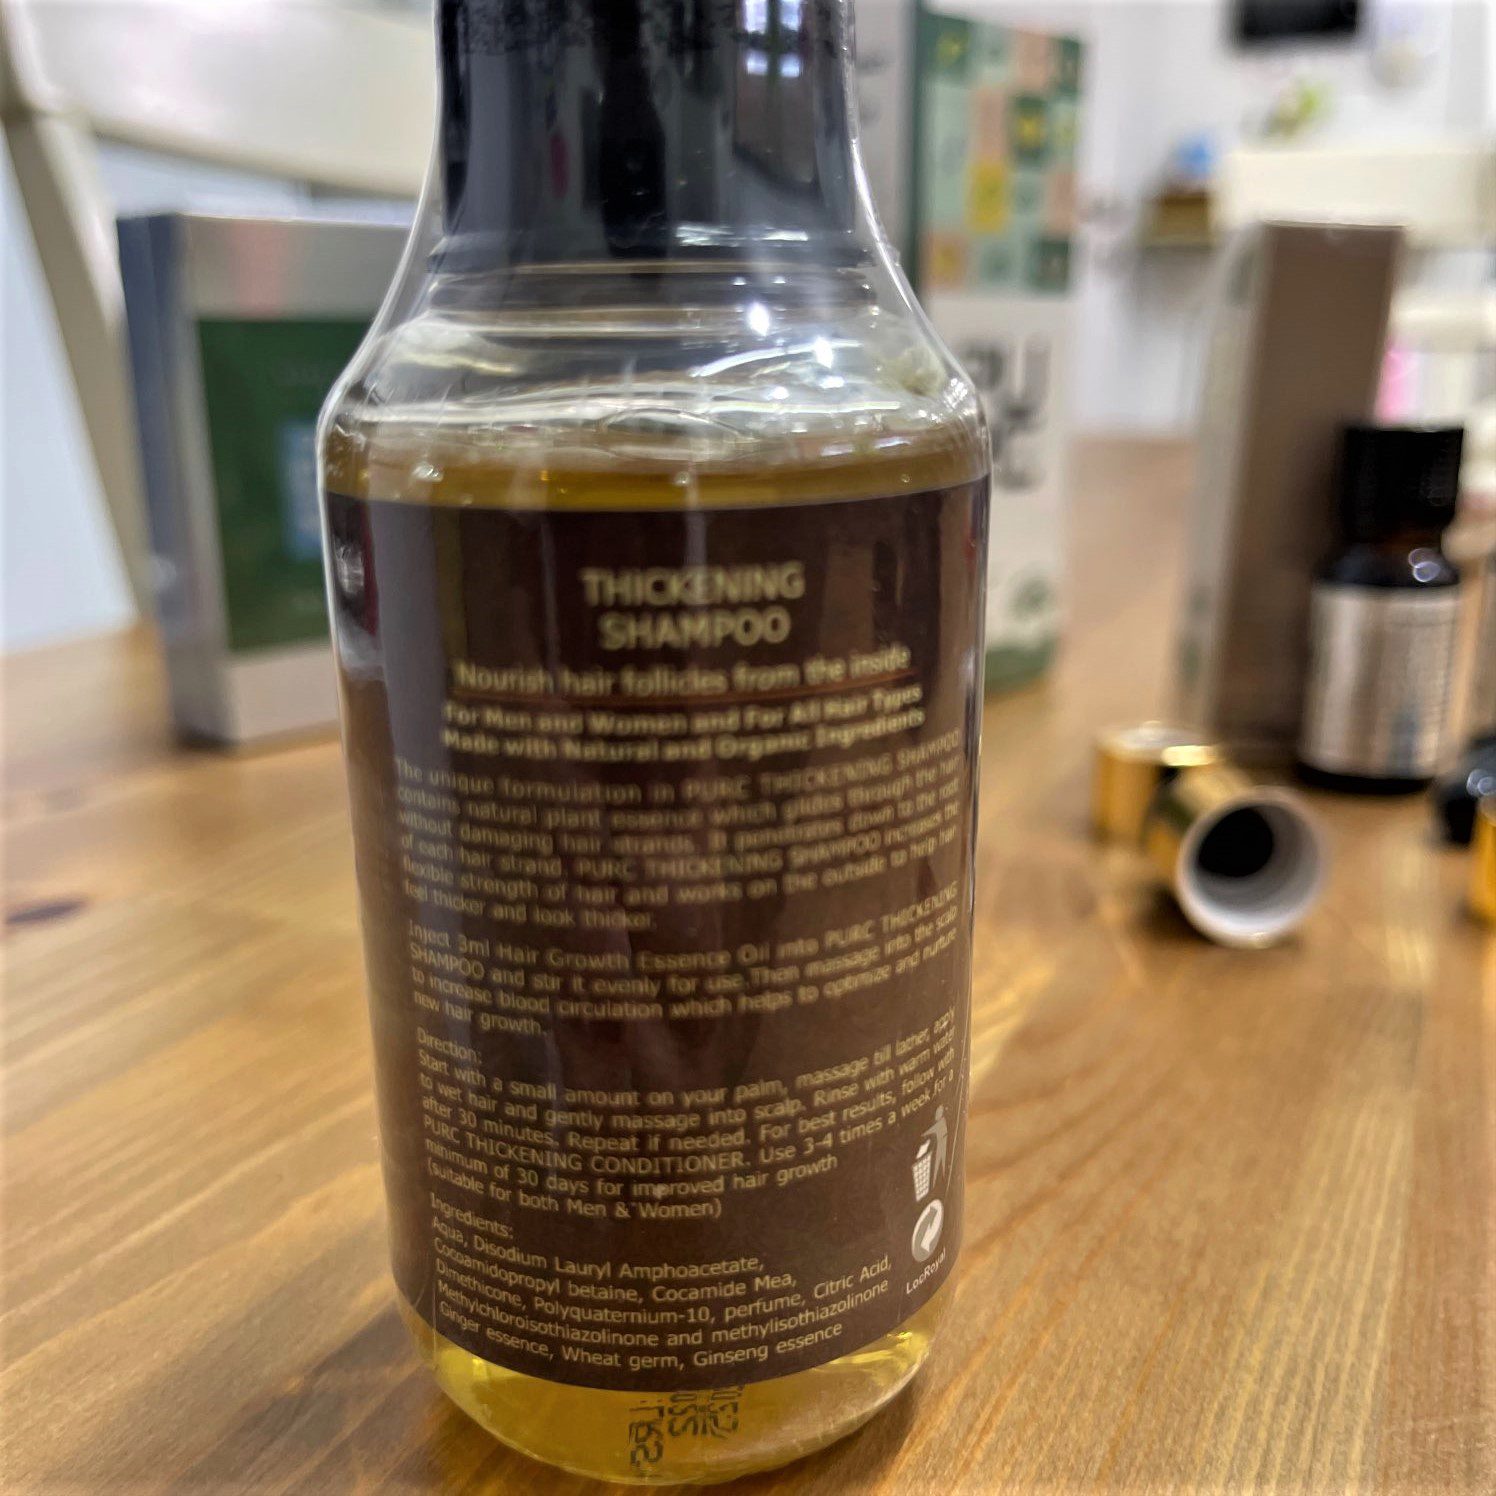 THICKENING
SHAMPOO
Nourish hair follicles from the inside
For Men and Women and For All Hair Types
Made with Natural and Organic Ingredients
The unique formulation in PURC THICKENING SHAMPOO
contains natural plant essence which glides through the hair
without damaging hair strands. It penetrates down to the root
of each hair strand. PURC THICKENING SHAMPOO increases the
flexible strength of hair and works on the outside to help hair
feel thicker and look thicker.
Inject 3ml Hair Growth Essence Oil into PURC THICKENING
SHAMPOO and stir it evenly for use.Then massage into the scalp
to increase blood circulation which helps to optimize and nurture
new hair growth.
Direction:
Start with a small amount on your palm, massage till lather, apply
to wet hair and gently massage into scalp. Rinse with warm water
after 30 minutes. Repeat if needed. For best results, follow with
PURC THICKENING CONDITIONER. Use 3-4 times a week for a
minimum of 30 days for improved hair growth
(suitable for both Men & Women)
Ingredients:
Aqua, Disodium Lauryl Amphoacetate,
Cocoamidopropyl betaine, Cocamide Mea,
Dimethicone, Polyquaternium-10, perfume, Citric Acid,
Methylchloroisothiazolinone and methylisothiazolinone
Ginger essence, Wheat germ, Ginseng essence
LocRoyal